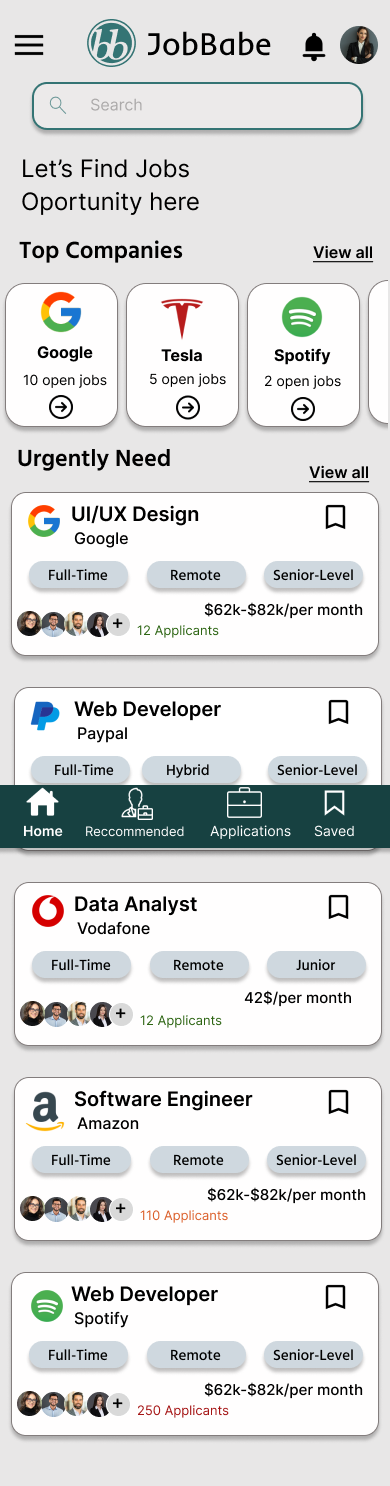 bb JobBabe
Search
Let's Find Jobs
Oportunity here
Top Companies
View all
Google
10 open jobs
Tesla
5 open jobs
Spotify
2 open jobs
Urgently Need
View all
UI/UX Design
Google
Full-Time Remote Senior-Level
$62k-$82k/per month
+ 12 Applicants
Web Developer
Paypal
Full-Time Hybrid Senior-Level
Home Reccommended Applications Saved
Data Analyst
Vodafone
Full-Time Remote Junior
42$/per month
+ 12 Applicants
a Software Engineer
Amazon
Full-Time Remote Senior-Level
$62k-$82k/per month
+ 110 Applicants
Web Developer
Spotify
Full-Time Remote Senior-Level
$62k-$82k/per month
+ 250 Applicants